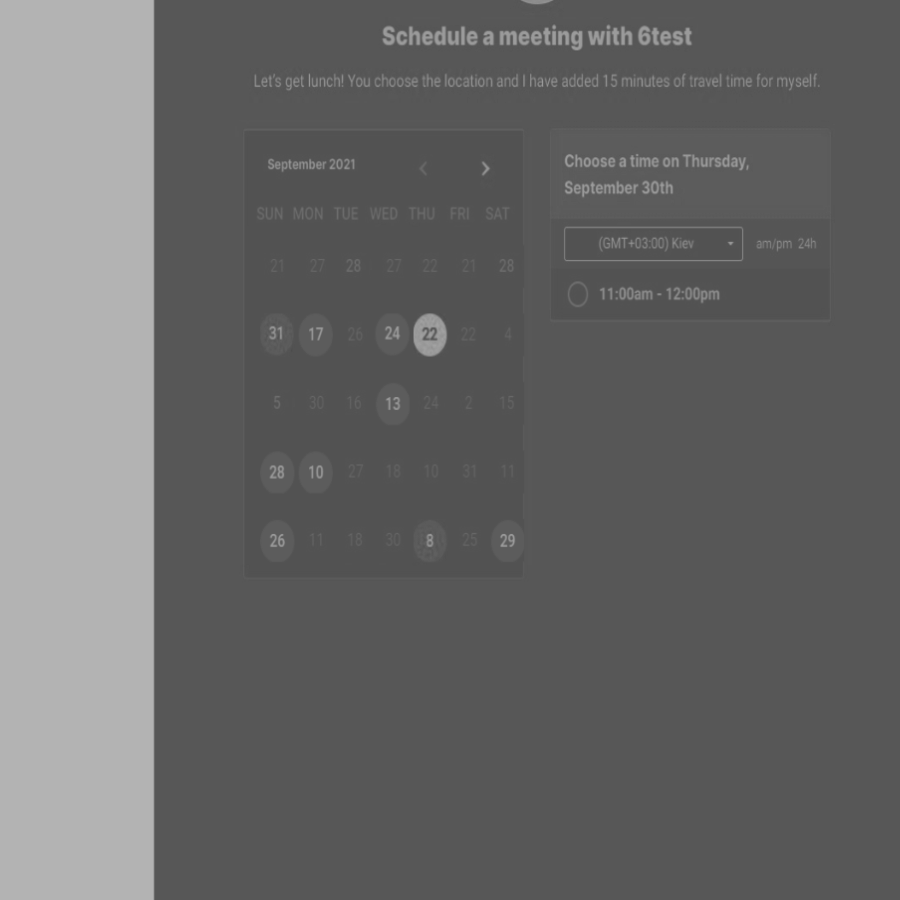 Schedule a meeting with 6test
Let's get lunch! You choose the location and I have added 15 minutes of travel time for myself.
September 2021
SUN MON TUE WED THU FRI SAT
21 27 28 27 22 21 28
31 17 26 24 22 22 4
5 30 16 13 24 2 15
28 10 27 18 10 31 11
26 11 18 30 8 25 29
Choose a time on Thursday,
September 30th
(GMT+03:00) Kiev am/pm 24h
11:00am - 12:00pm